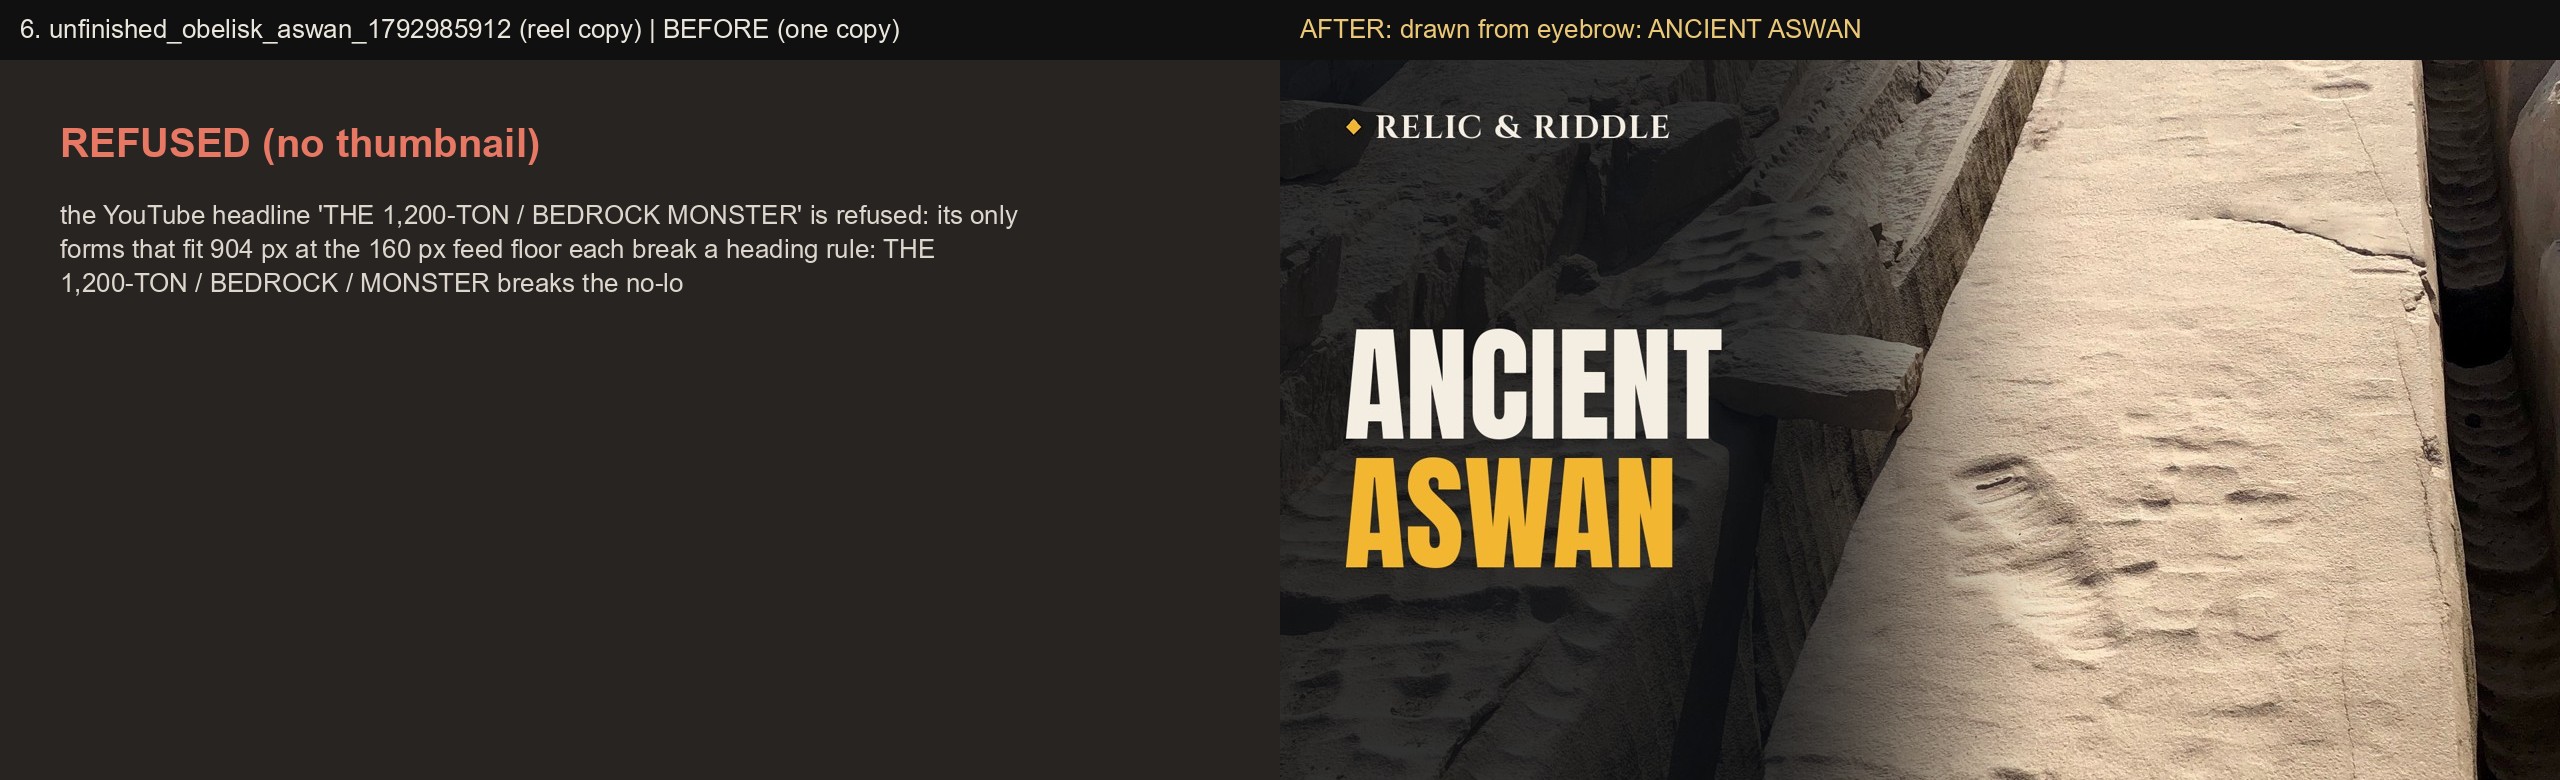 6. unfinished_obelisk_aswan_1792985912 (reel copy) | BEFORE (one copy)
AFTER: drawn from eyebrow: ANCIENT ASWAN
REFUSED (no thumbnail)
the YouTube headline 'THE 1,200-TON / BEDROCK MONSTER' is refused: its only
forms that fit 904 px at the 160 px feed floor each break a heading rule: THE
1,200-TON / BEDROCK / MONSTER breaks the no-lo
RELIC & RIDDLE
ANCIENT
ASWAN